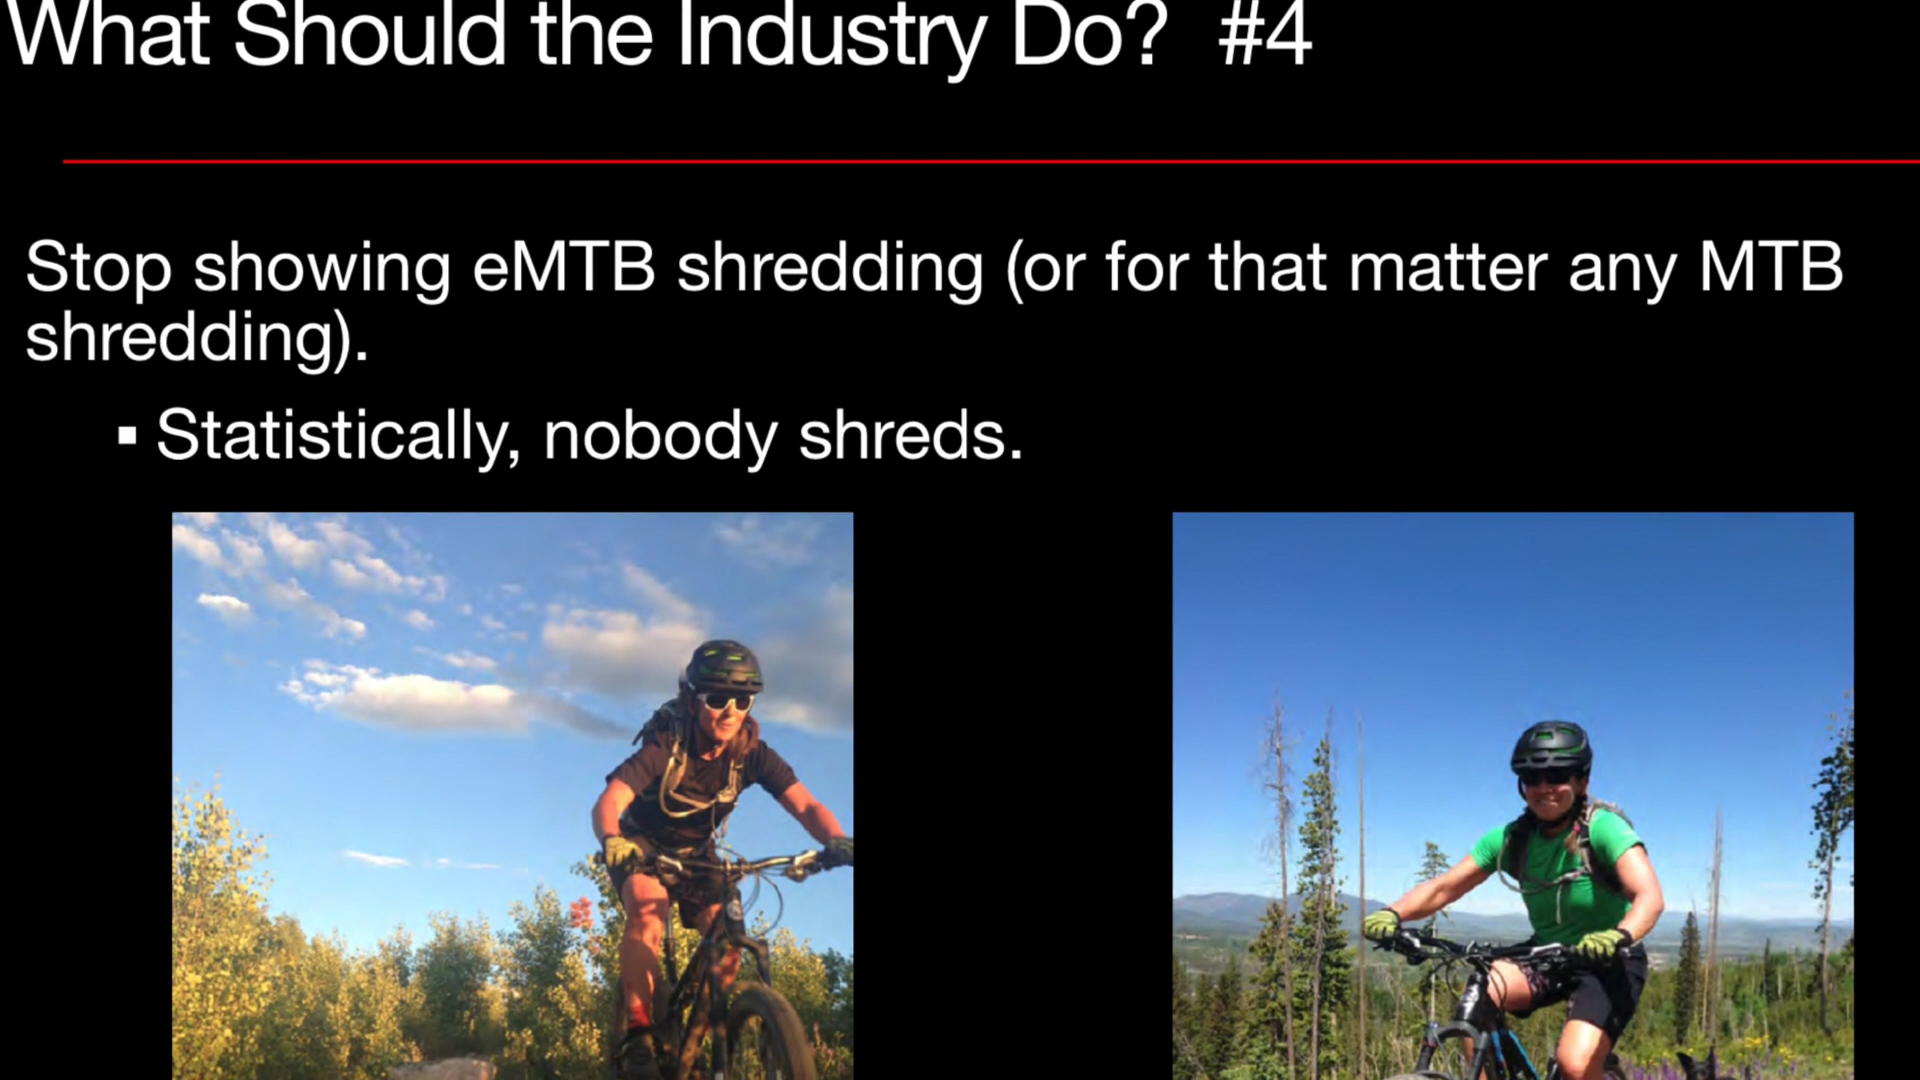 What Should the Industry Do? #4
Stop showing eMTB shredding (or for that matter any MTB
shredding).
▪ Statistically, nobody shreds.